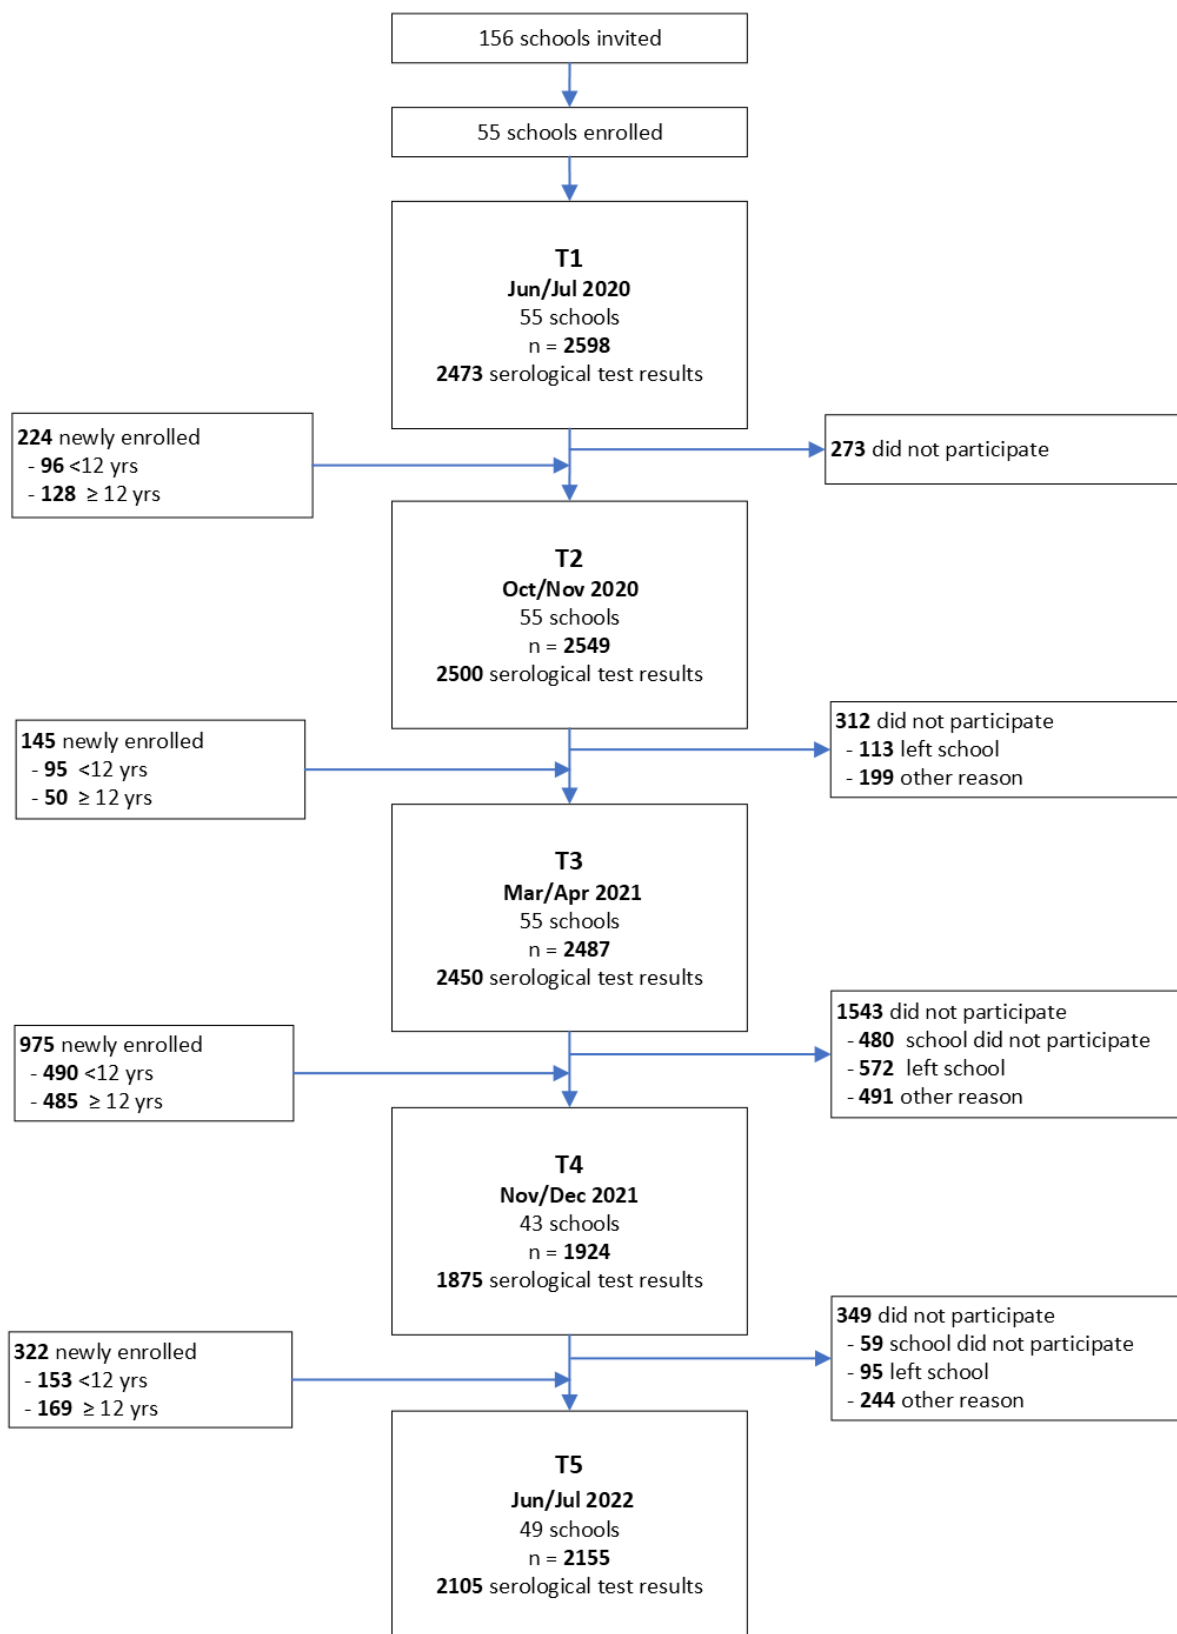 156 schools invited
55 schools enrolled
T1
Jun/Jul 2020
55 schools
n = 2598
2473 serological test results
224 newly enrolled
- 96 <12 yrs
- 128 ≥ 12 yrs
273 did not participate
T2
Oct/Nov 2020
55 schools
n = 2549
2500 serological test results
145 newly enrolled
- 95 <12 yrs
- 50 ≥ 12 yrs
312 did not participate
- 113 left school
- 199 other reason
T3
Mar/Apr 2021
55 schools
n = 2487
2450 serological test results
975 newly enrolled
- 490 <12 yrs
- 485 ≥ 12 yrs
1543 did not participate
- 480 school did not participate
- 572 left school
- 491 other reason
T4
Nov/Dec 2021
43 schools
n = 1924
1875 serological test results
322 newly enrolled
- 153 <12 yrs
- 169 ≥ 12 yrs
349 did not participate
- 59 school did not participate
- 95 left school
- 244 other reason
T5
Jun/Jul 2022
49 schools
n = 2155
2105 serological test results